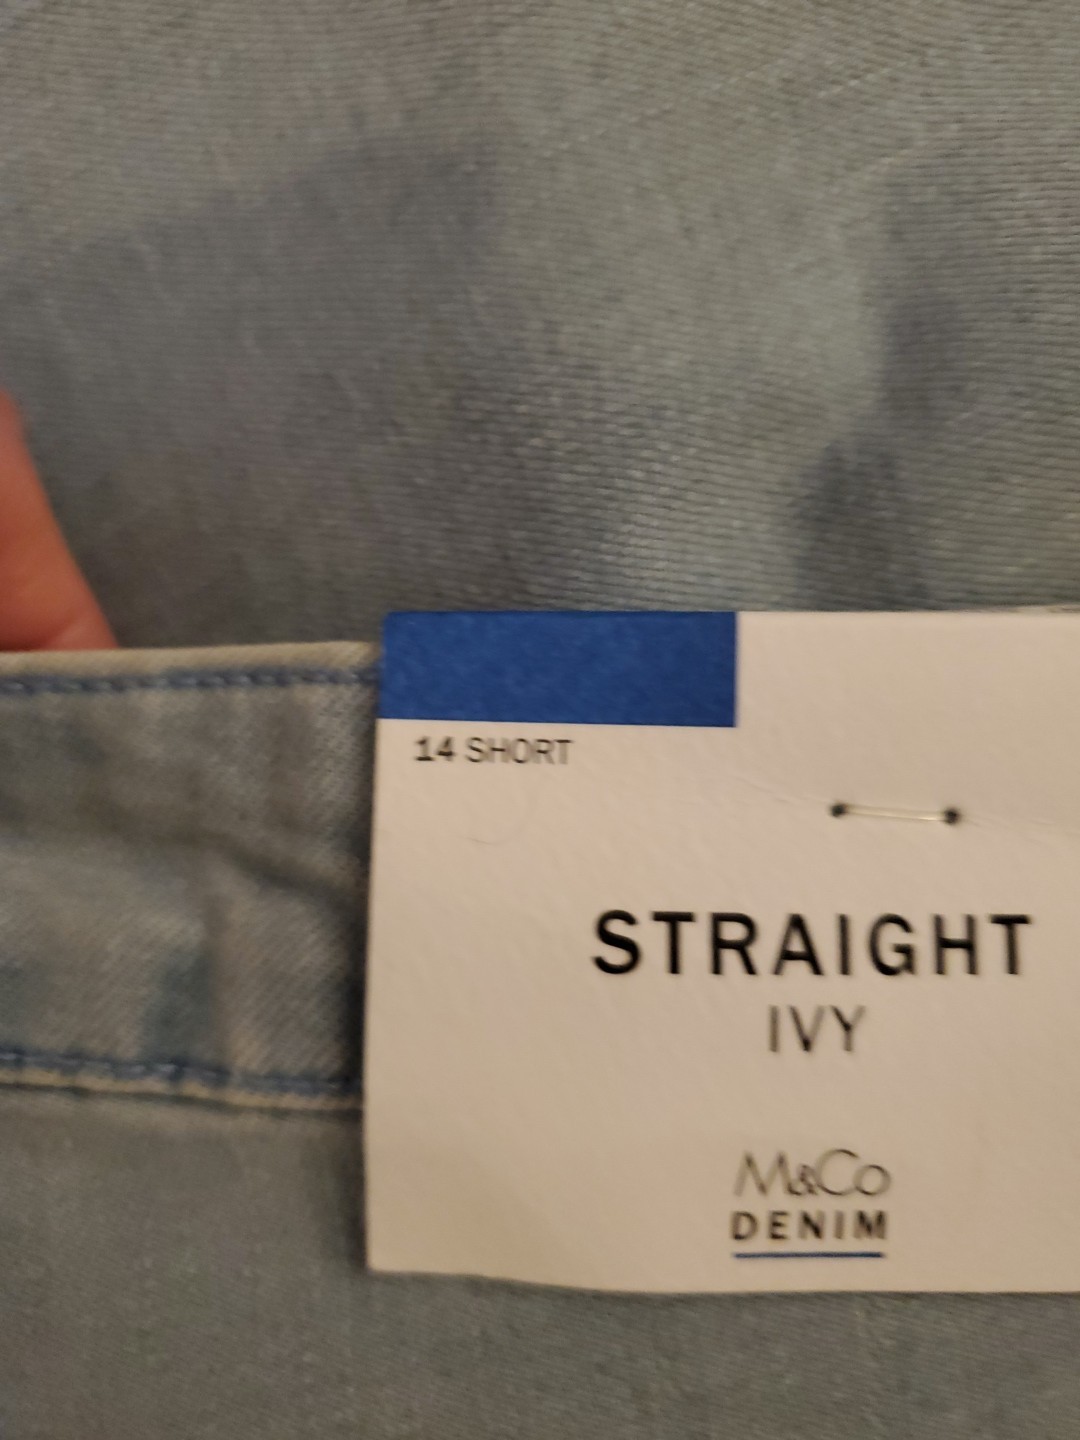 14 SHORT
STRAIGHT
IVY
M&Co
DENIM